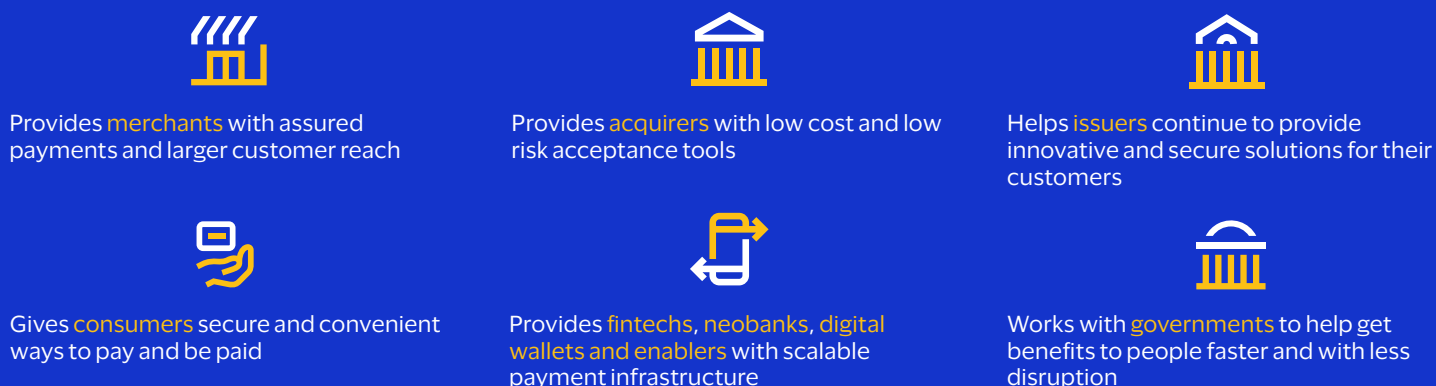 Provides merchants with assured
payments and larger customer reach
Provides acquirers with low cost and low
risk acceptance tools
Helps issuers continue to provide
innovative and secure solutions for their
customers
Gives consumers secure and convenient
ways to pay and be paid
Provides fintechs, neobanks, digital
wallets and enablers with scalable
payment infrastructure
Works with governments to help get
benefits to people faster and with less
disruption